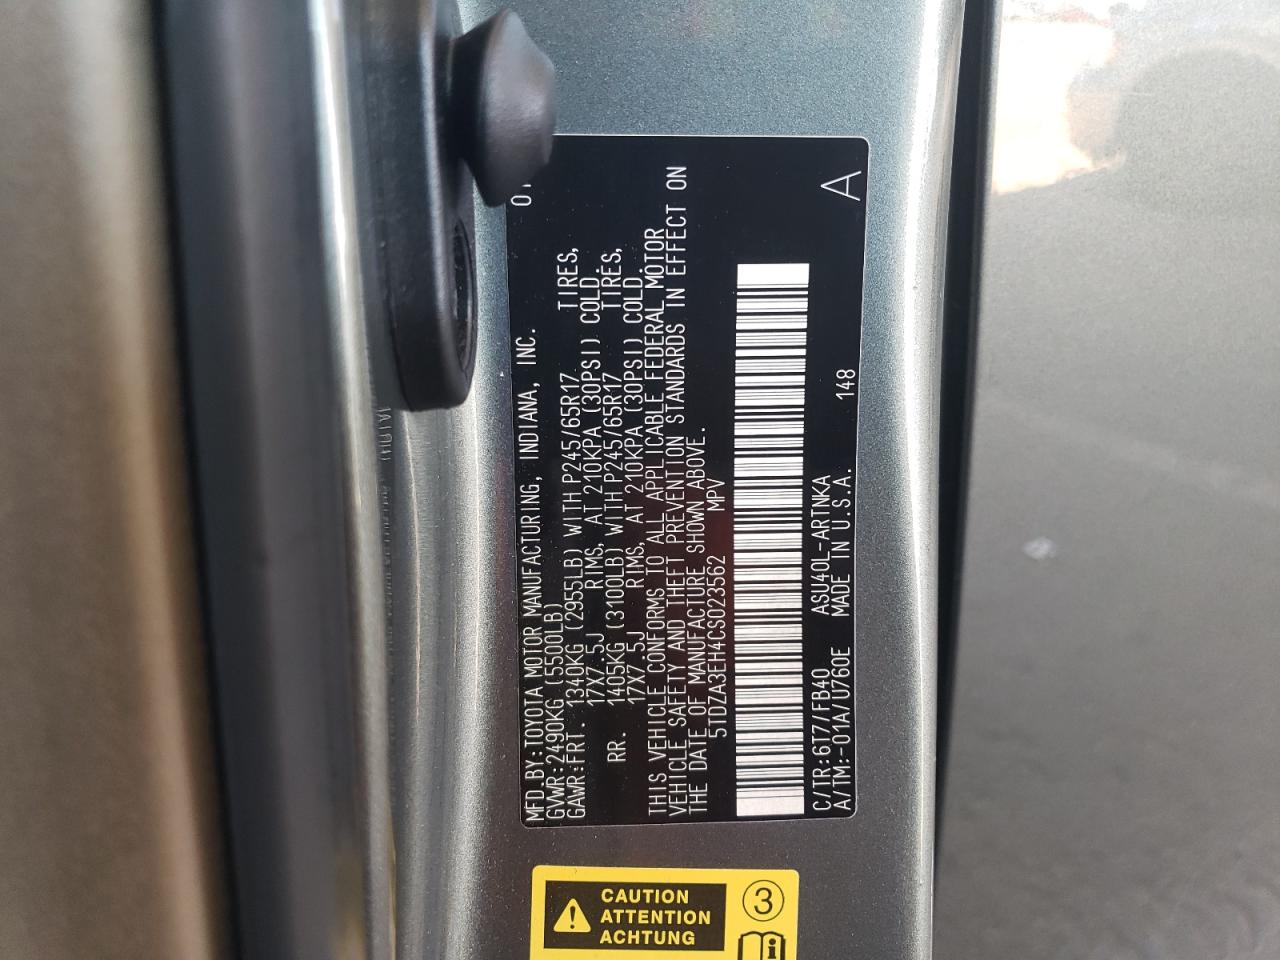 MFD.BY:TOYOTA MOTOR MANUFACTURING, INDIANA, INC.
GVWR:2490KG (5500LB)
GAWR:FRT. 1340KG (2955LB) WITH P245/65R17 TIRES,
17X7.5J RIMS, AT 210KPA (30PSI) COLD.
RR. 1405KG (3100LB) WITH P245/65R17 TIRES,
17X7.5J RIMS, AT 210KPA (30PSI) COLD.
THIS VEHICLE CONFORMS TO ALL APPLICABLE FEDERAL MOTOR
VEHICLE SAFETY AND THEFT PREVENTION STANDARDS IN EFFECT ON
THE DATE OF MANUFACTURE SHOWN ABOVE.
5TDZA3EH4CS023562 MPV
C/TR:6T7/FB40 ASU40L-ARTNKA
A/TM:-01A/U760E MADE IN U.S.A. 148 A
CAUTION
ATTENTION
ACHTUNG
3
i